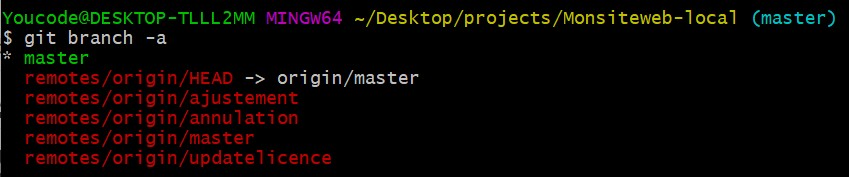 Youcode@DESKTOP-TLLL2MM MINGW64 ~/Desktop/projects/Monsiteweb-local (master)
$ git branch -a
* master
remotes/origin/HEAD -> origin/master
remotes/origin/ajustement
remotes/origin/annulation
remotes/origin/master
remotes/origin/updatelicence